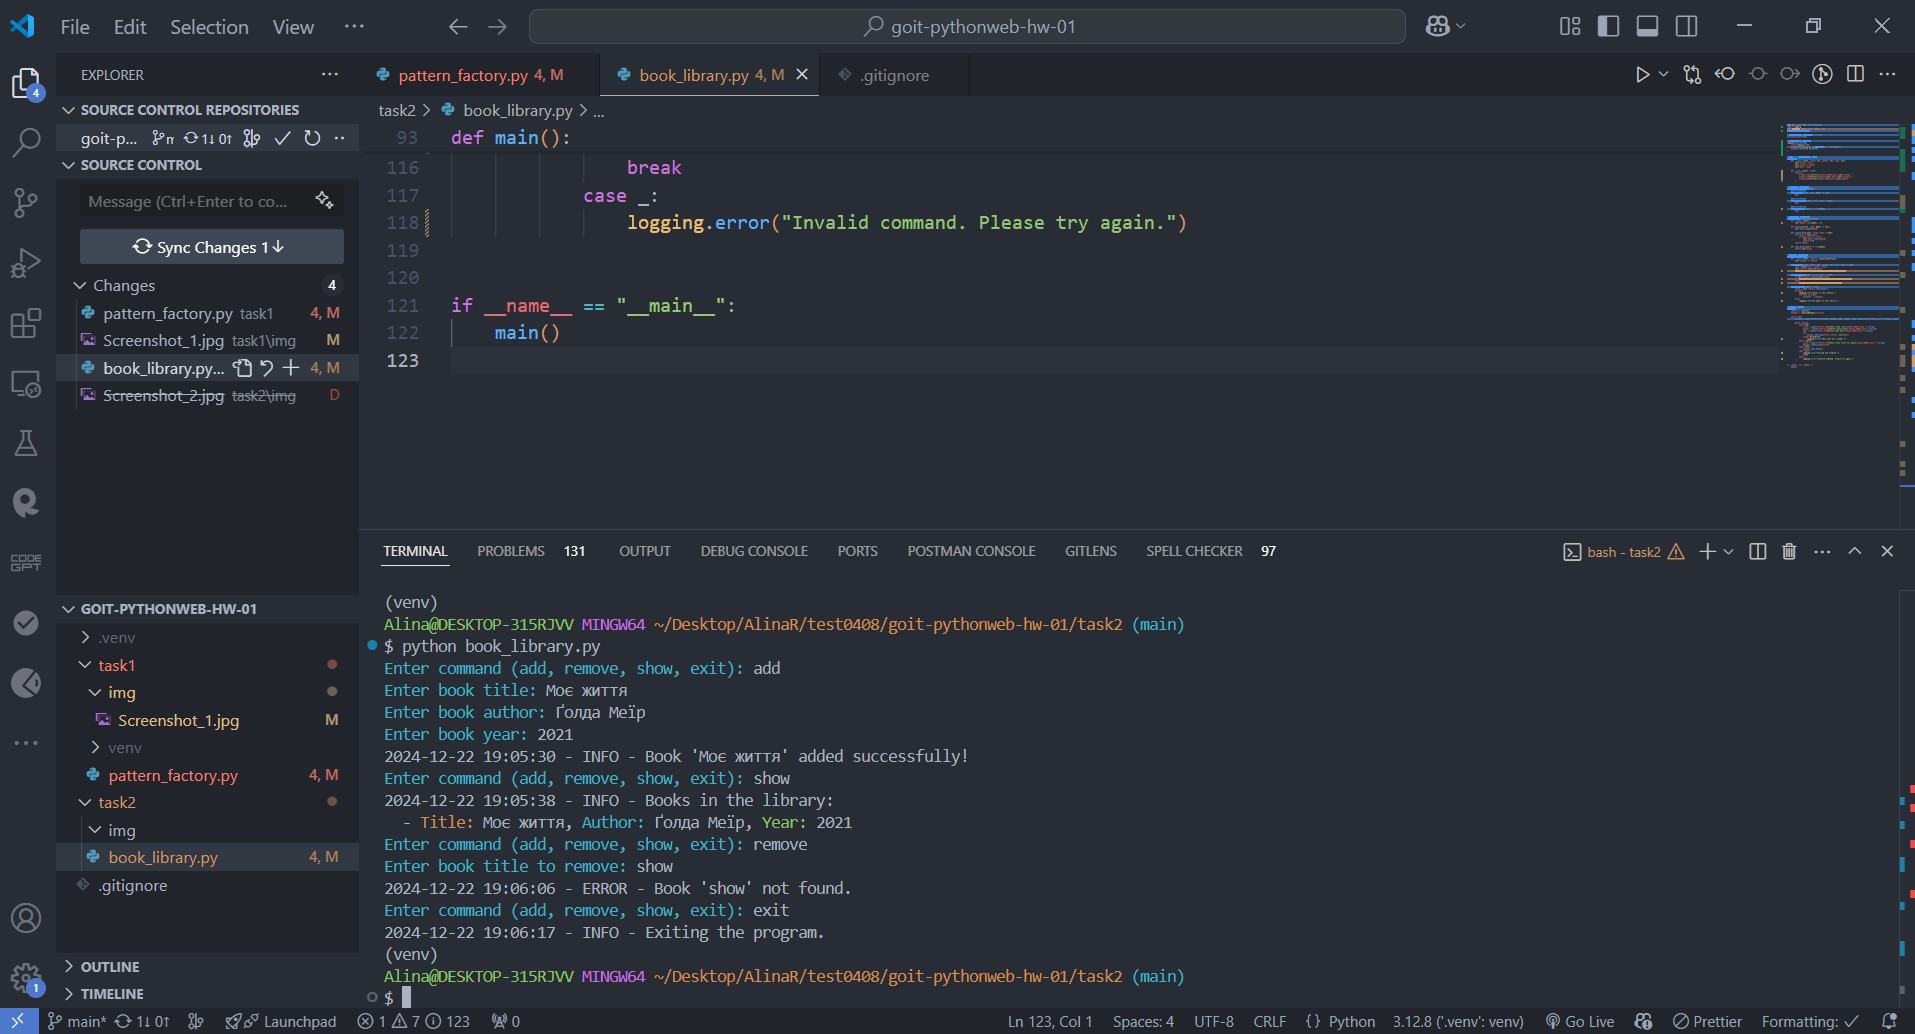 File Edit Selection View ··· goit-pythonweb-hw-01
EXPLORER ···
SOURCE CONTROL REPOSITORIES
goit-p... 1↓ 0↑
SOURCE CONTROL
Message (Ctrl+Enter to co...
Sync Changes 1↓
Changes 4
pattern_factory.py task1 4, M
Screenshot_1.jpg task1\img M
book_library.py... 4, M
Screenshot_2.jpg task2\img D
GOIT-PYTHONWEB-HW-01
.venv
task1
img
Screenshot_1.jpg M
venv
pattern_factory.py 4, M
task2
img
book_library.py 4, M
.gitignore
OUTLINE
TIMELINE
pattern_factory.py 4, M book_library.py 4, M .gitignore
task2 > book_library.py > ...
93 def main():
116 break
117 case _:
118 logging.error("Invalid command. Please try again.")
119
120
121 if __name__ == "__main__":
122 main()
123
TERMINAL PROBLEMS 131 OUTPUT DEBUG CONSOLE PORTS POSTMAN CONSOLE GITLENS SPELL CHECKER 97 bash - task2
(venv)
Alina@DESKTOP-315RJVV MINGW64 ~/Desktop/AlinaR/test0408/goit-pythonweb-hw-01/task2 (main)
$ python book_library.py
Enter command (add, remove, show, exit): add
Enter book title: Моє життя
Enter book author: Ґолда Меїр
Enter book year: 2021
2024-12-22 19:05:30 - INFO - Book 'Моє життя' added successfully!
Enter command (add, remove, show, exit): show
2024-12-22 19:05:38 - INFO - Books in the library:
- Title: Моє життя, Author: Ґолда Меїр, Year: 2021
Enter command (add, remove, show, exit): remove
Enter book title to remove: show
2024-12-22 19:06:06 - ERROR - Book 'show' not found.
Enter command (add, remove, show, exit): exit
2024-12-22 19:06:17 - INFO - Exiting the program.
(venv)
Alina@DESKTOP-315RJVV MINGW64 ~/Desktop/AlinaR/test0408/goit-pythonweb-hw-01/task2 (main)
$
main* 1↓ 0↑ Launchpad 1 7 123 0 Ln 123, Col 1 Spaces: 4 UTF-8 CRLF {} Python 3.12.8 ('.venv': venv) Go Live Prettier Formatting: ✓